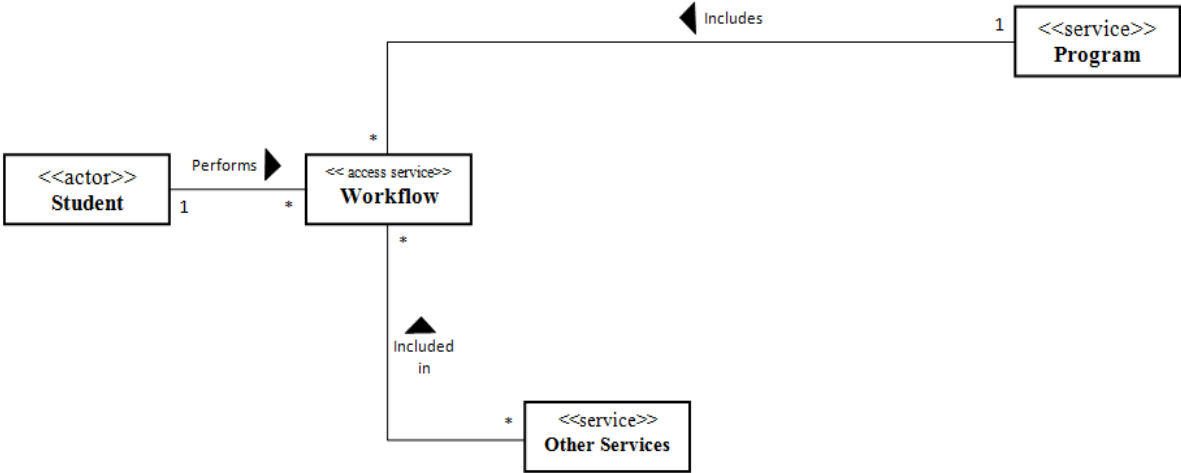 Includes
1
<<service>>
Program
*
<<actor>>
Student
Performs
1
*
<< access service>>
Workflow
*
Included
in
*
<<service>>
Other Services